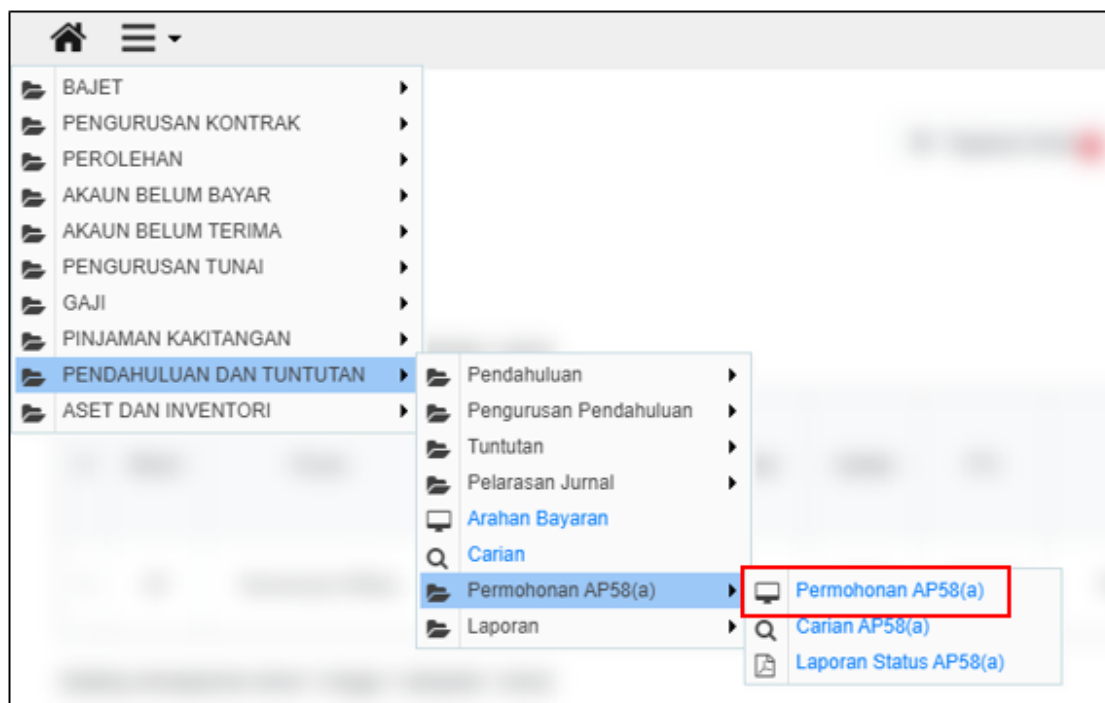 BAJET
PENGURUSAN KONTRAK
PEROLEHAN
AKAUN BELUM BAYAR
AKAUN BELUM TERIMA
PENGURUSAN TUNAI
GAJI
PINJAMAN KAKITANGAN
PENDAHULUAN DAN TUNTUTAN
ASET DAN INVENTORI
Pendahuluan
Pengurusan Pendahuluan
Tuntutan
Pelarasan Jurnal
Arahan Bayaran
Carian
Permohonan AP58(a)
Laporan
Permohonan AP58(a)
Carian AP58(a)
Laporan Status AP58(a)